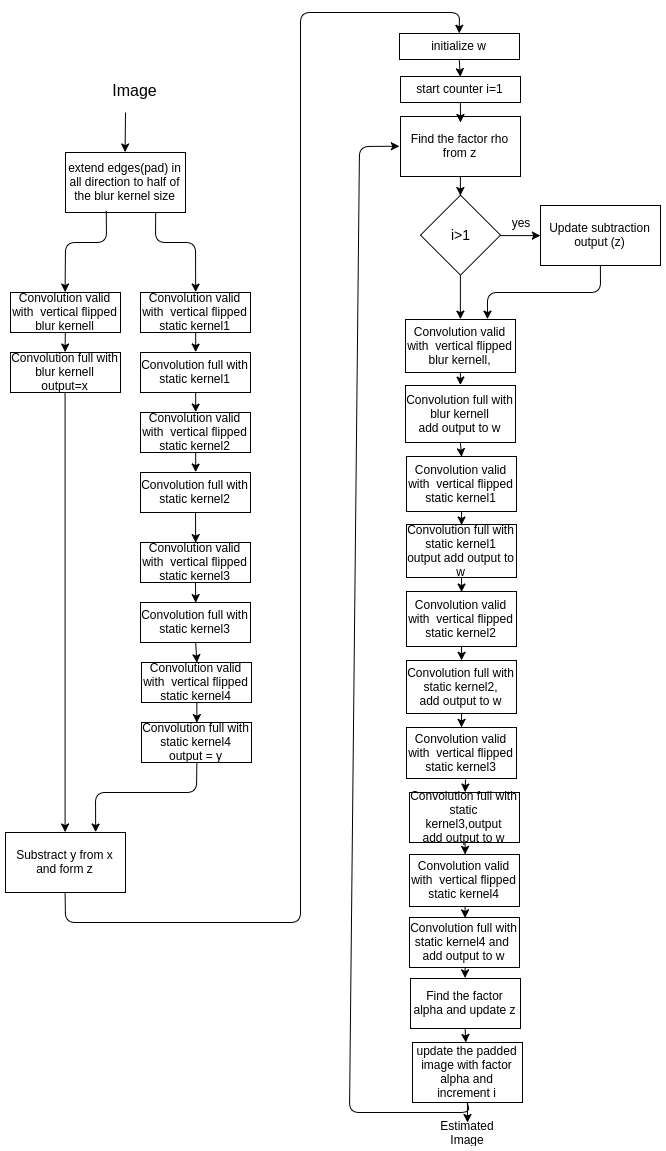 Image
extend edges(pad) in
all direction to half of
the blur kernel size
Convolution valid
with  vertical flipped
blur kernell
Convolution full with
blur kernell
output=x
Convolution valid
with  vertical flipped
static kernel1
Convolution full with
static kernel1
Convolution valid
with  vertical flipped
static kernel2
Convolution full with
static kernel2
Convolution valid
with  vertical flipped
static kernel3
Convolution full with
static kernel3
Convolution valid
with  vertical flipped
static kernel4
Convolution full with
static kernel4
output = y
Substract y from x
and form z
initialize w
start counter i=1
Find the factor rho
from z
i>1
yes
Update subtraction
output (z)
Convolution valid
with  vertical flipped
blur kernell,
Convolution full with
blur kernell
add output to w
Convolution valid
with  vertical flipped
static kernel1
Convolution full with
static kernel1
output add output to
w
Convolution valid
with  vertical flipped
static kernel2
Convolution full with
static kernel2,
add output to w
Convolution valid
with  vertical flipped
static kernel3
Convolution full with
static
kernel3,output
add output to w
Convolution valid
with  vertical flipped
static kernel4
Convolution full with
static kernel4 and
add output to w
Find the factor
alpha and update z
update the padded
image with factor
alpha and
increment i
Estimated
Image